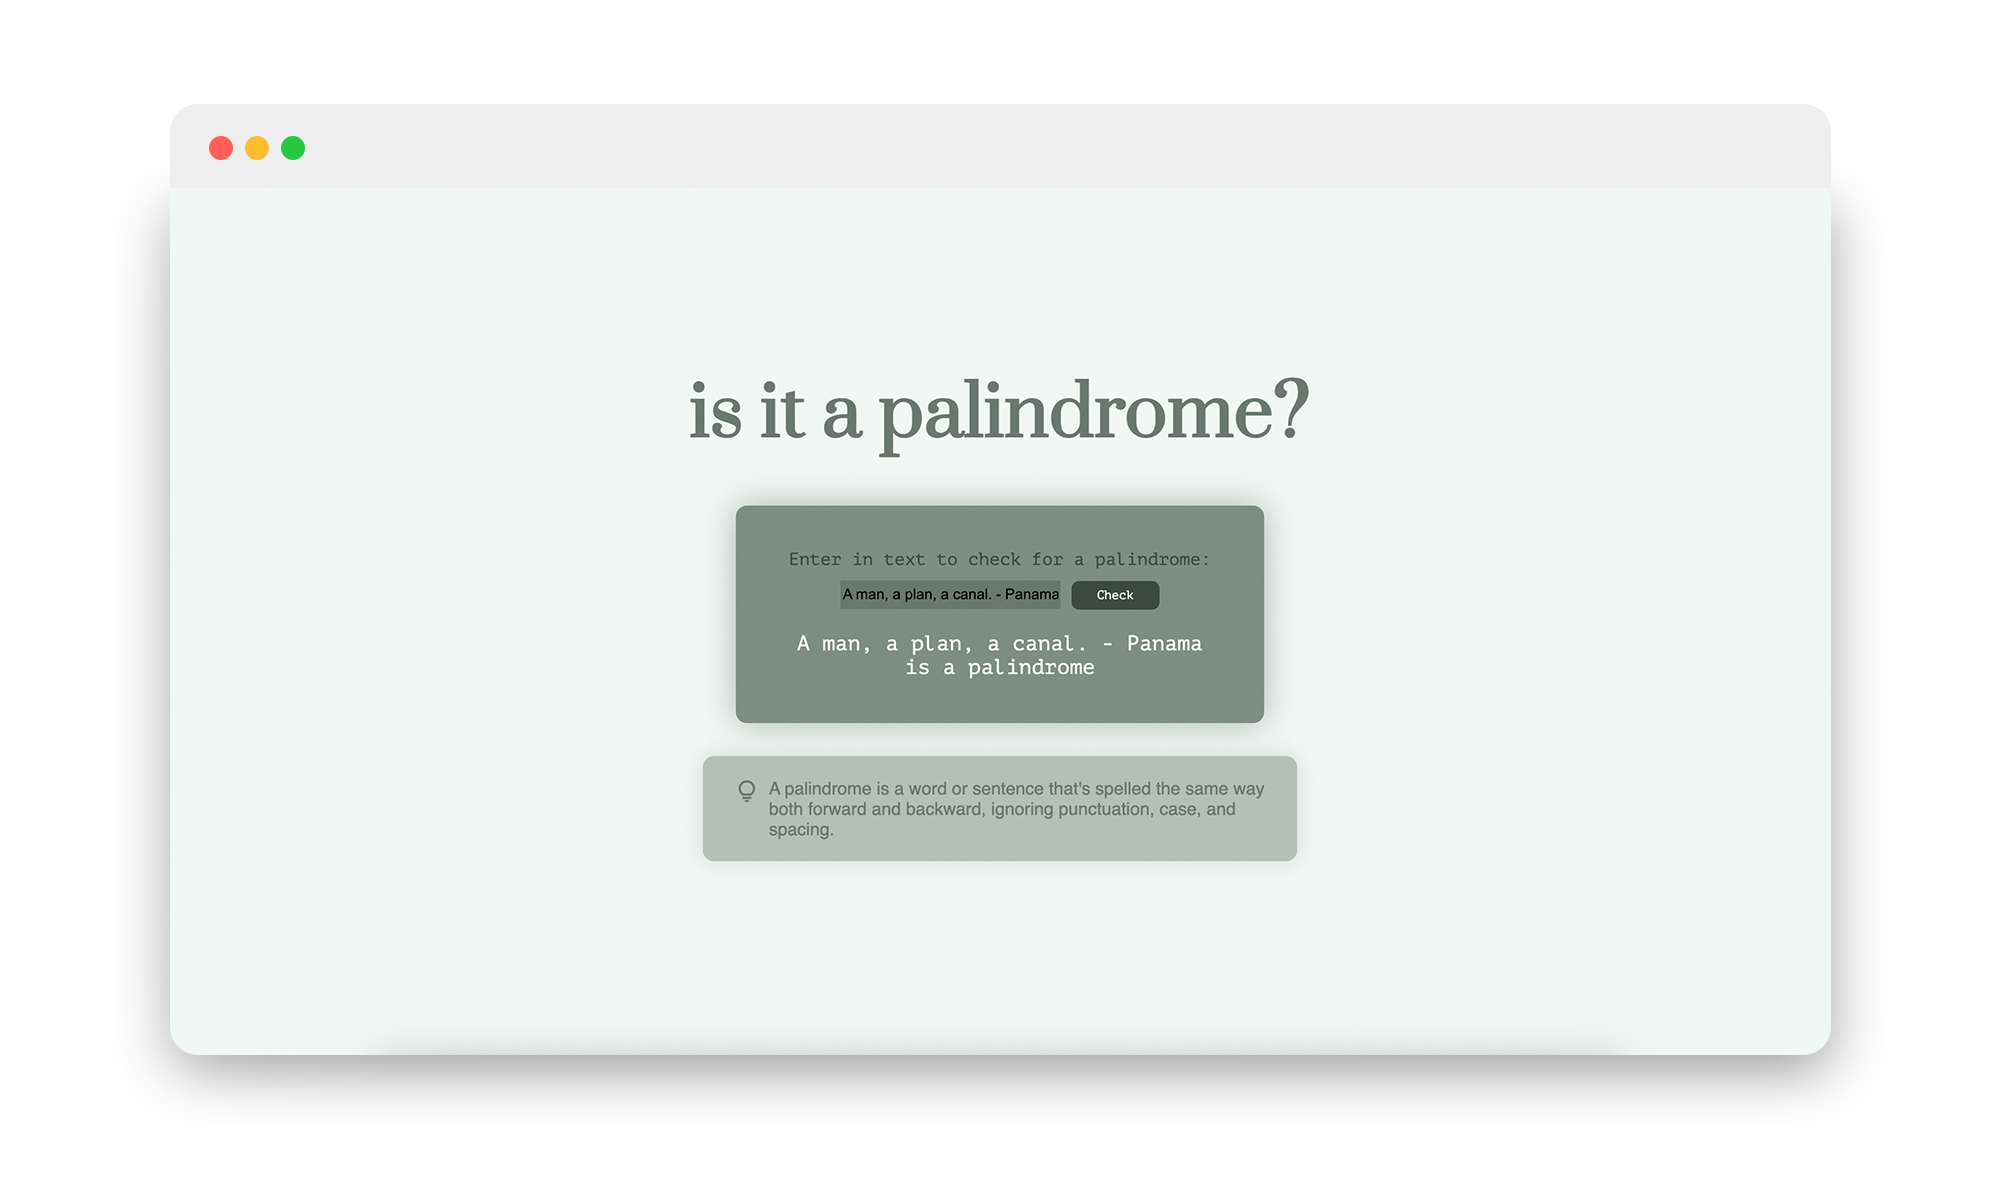 is it a palindrome?
Enter in text to check for a palindrome:
A man, a plan, a canal. - Panama Check
A man, a plan, a canal. - Panama
is a palindrome
A palindrome is a word or sentence that's spelled the same way
both forward and backward, ignoring punctuation, case, and
spacing.